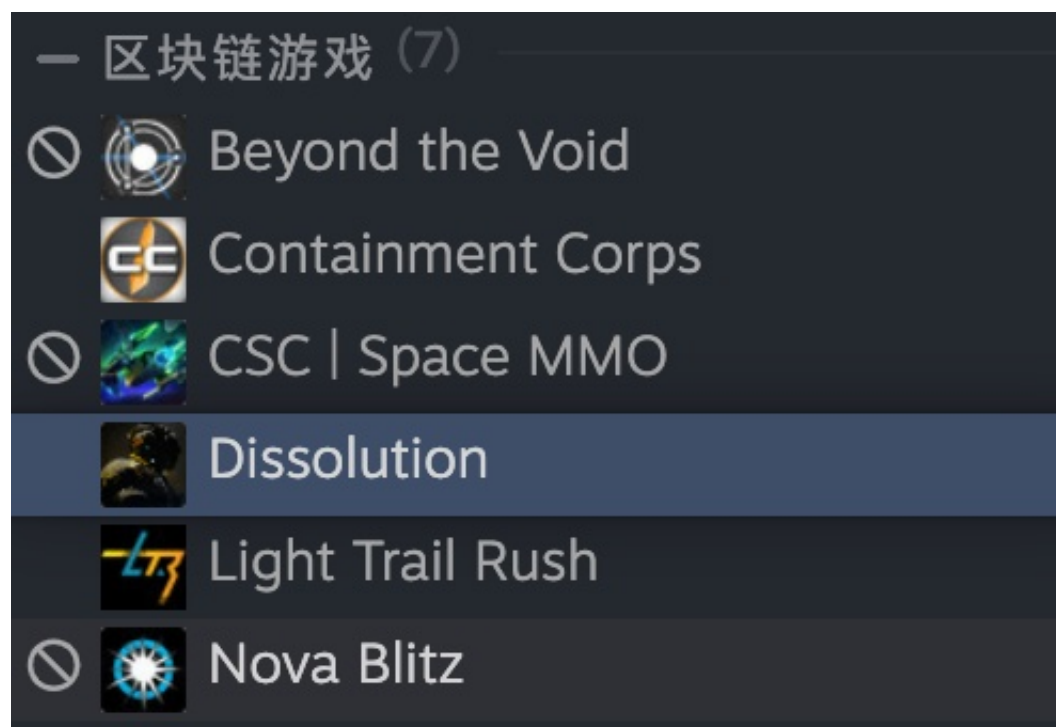 区块链游戏 (7)
Beyond the Void
Containment Corps
CSC | Space MMO
Dissolution
Light Trail Rush
Nova Blitz